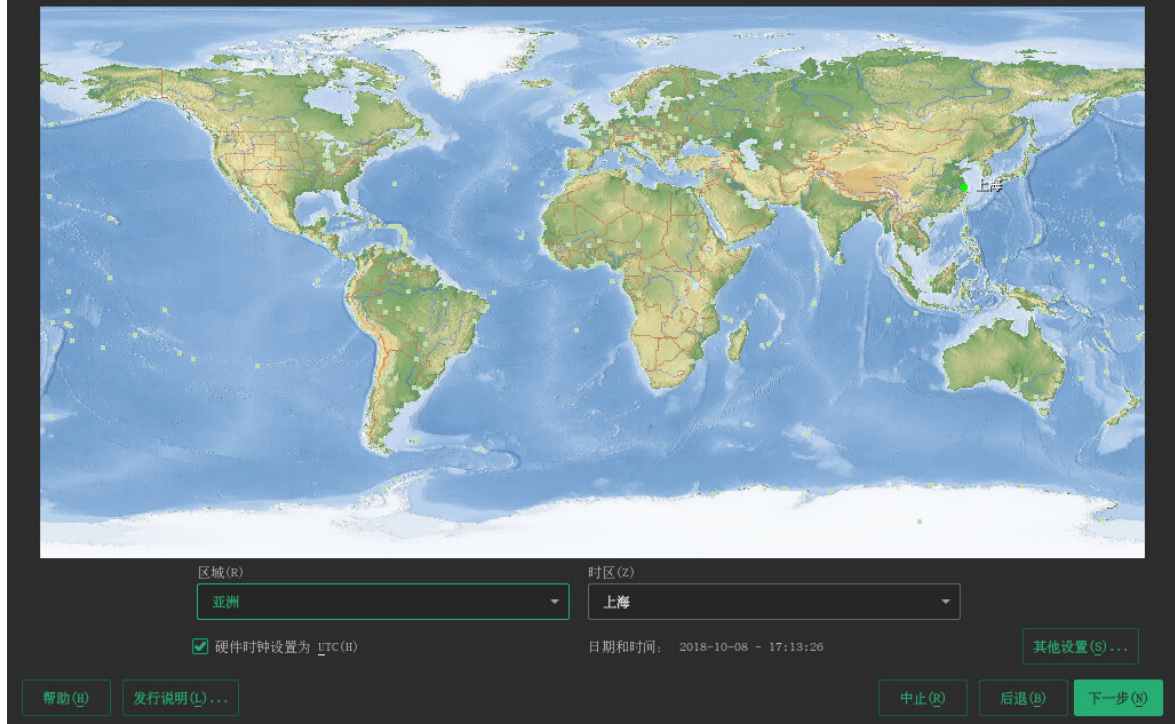 上海
区域(R)
时区(Z)
亚洲
上海
硬件时钟设置为 UTC(H)
日期和时间: 2018-10-08 - 17:13:26
其他设置(S)...
帮助(H)
发行说明(L)...
中止(R)
后退(B)
下一步(N)